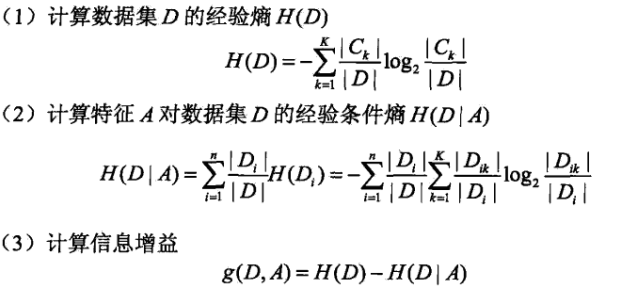 (1) 计算数据集 D 的经验熵 H(D)
H(D) = -\sum_{k=1}^{K} \frac{|C_k|}{|D|} \log_2 \frac{|C_k|}{|D|}
(2) 计算特征 A 对数据集 D 的经验条件熵 H(D|A)
H(D|A) = \sum_{i=1}^{n} \frac{|D_i|}{|D|} H(D_i) = -\sum_{i=1}^{n} \frac{|D_i|}{|D|} \sum_{k=1}^{K} \frac{|D_{ik}|}{|D_i|} \log_2 \frac{|D_{ik}|}{|D_i|}
(3) 计算信息增益
g(D,A) = H(D) - H(D|A)